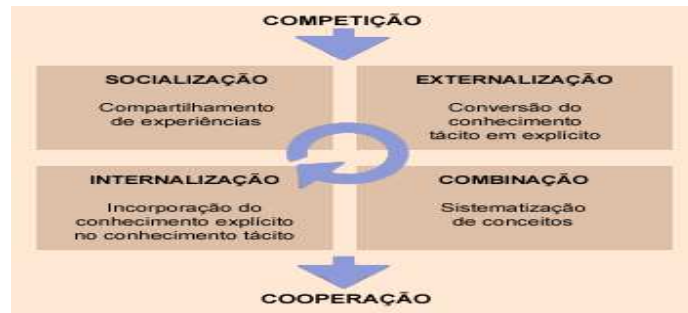 COMPETIÇÃO
SOCIALIZAÇÃO
Compartilhamento
de experiências
EXTERNALIZAÇÃO
Conversão do
conhecimento
tácito em explícito
INTERNALIZAÇÃO
Incorporação do
conhecimento explícito
no conhecimento tácito
COMBINAÇÃO
Sistematização
de conceitos
COOPERAÇÃO